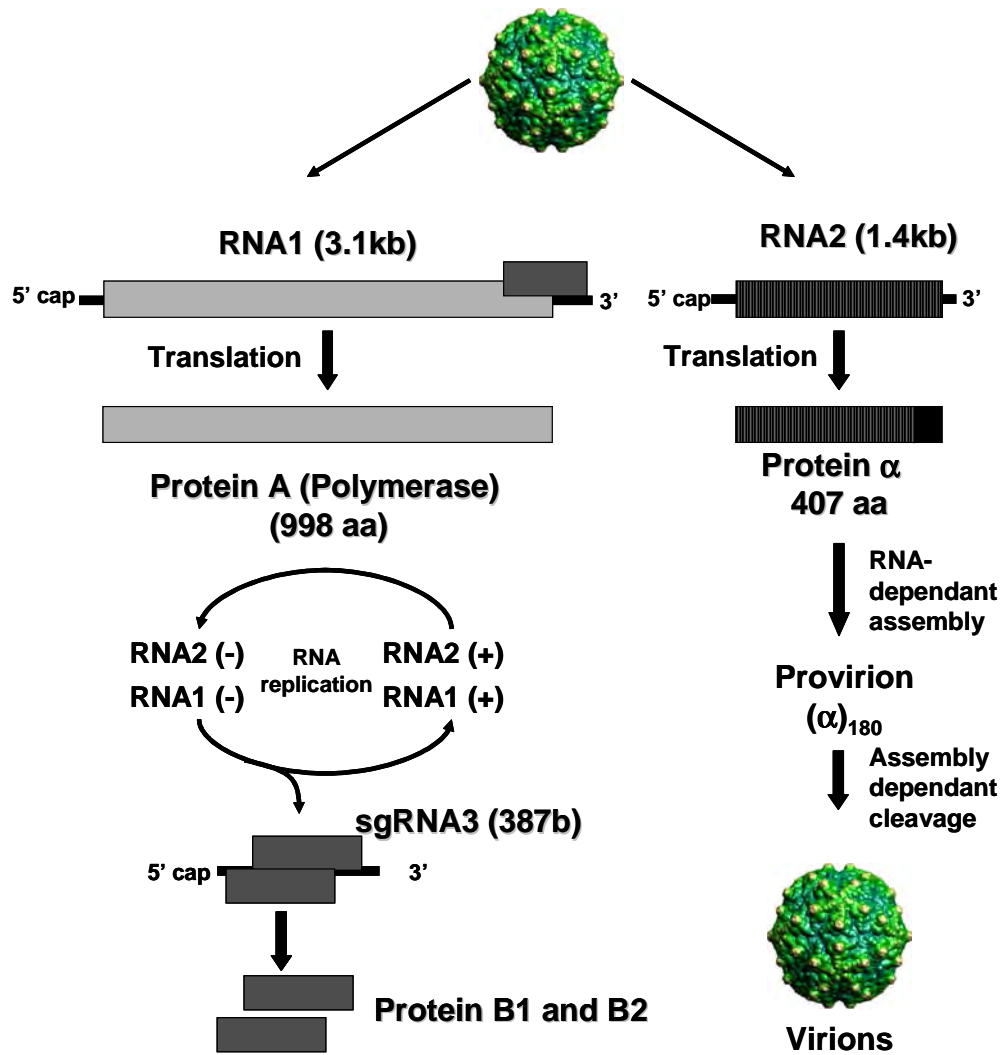 RNA1 (3.1kb)
5’ cap
3’
Translation
Protein A (Polymerase)
(998 aa)
RNA2 (-)
RNA1 (-)
RNA
replication
RNA2 (+)
RNA1 (+)
sgRNA3 (387b)
5’ cap
3’
Protein B1 and B2
RNA2 (1.4kb)
5’ cap
3’
Translation
Protein α
407 aa
RNA-
dependant
assembly
Provirion
(α)₁₈₀
Assembly
dependant
cleavage
Virions